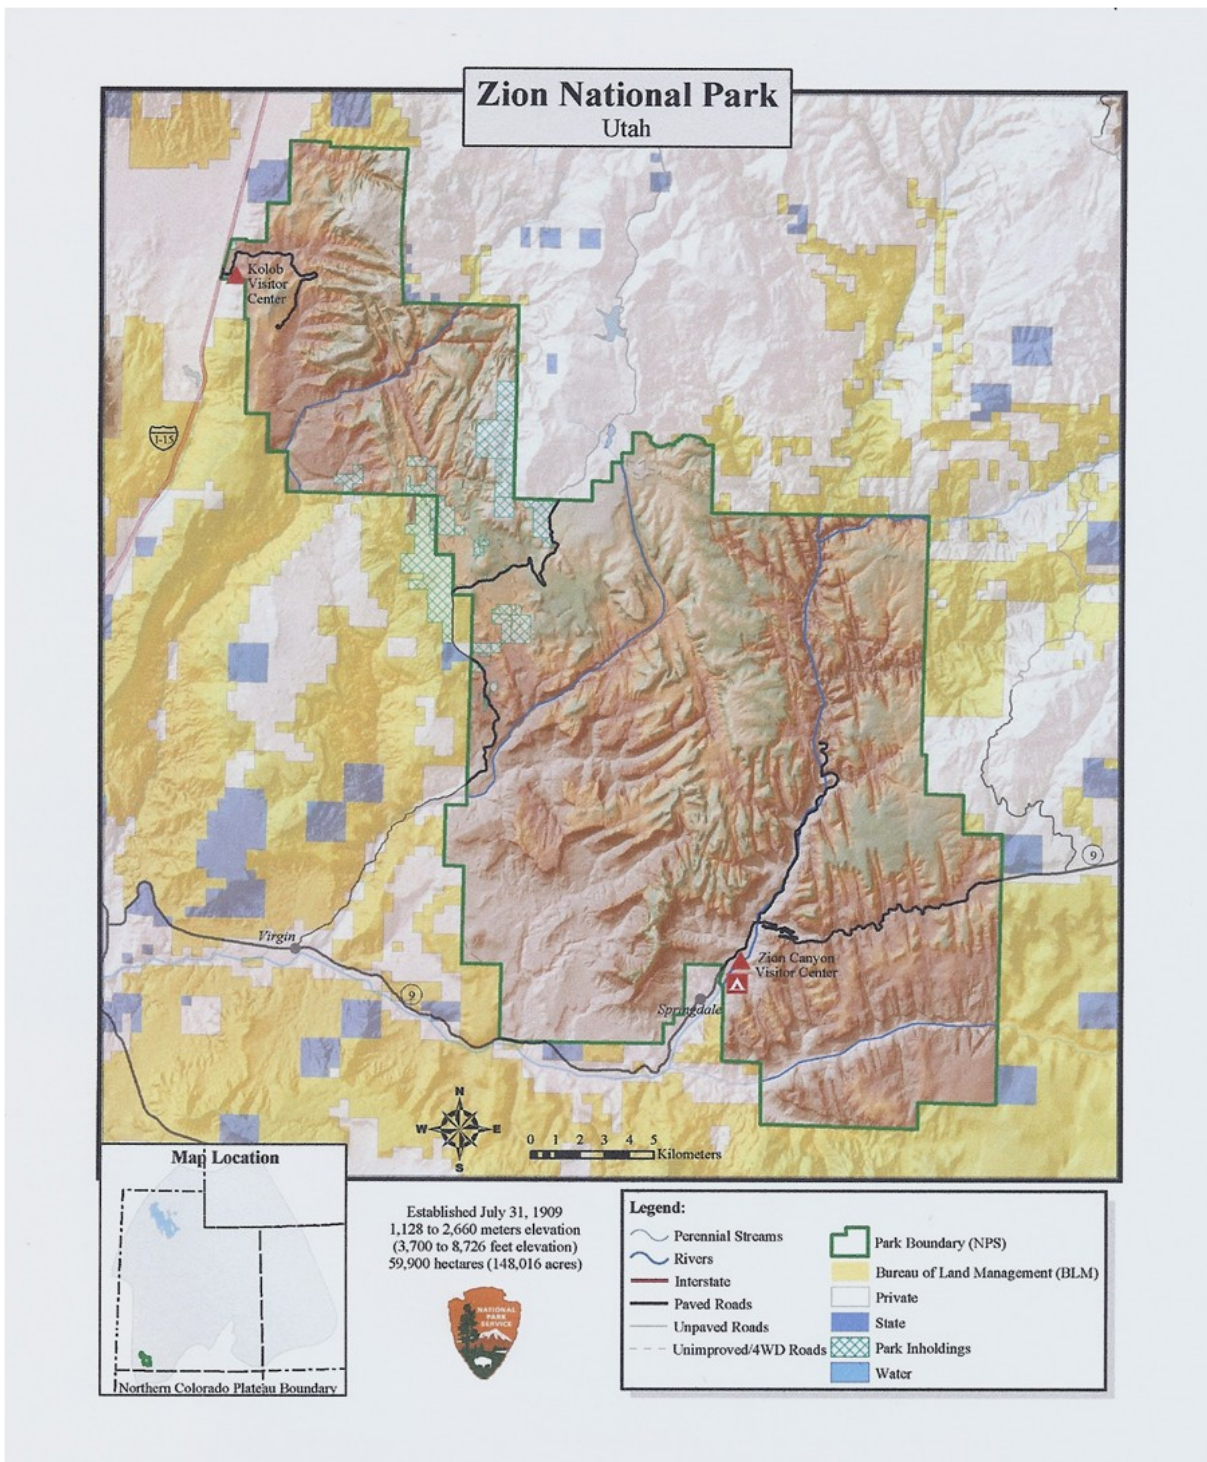 Zion National Park
Utah
Kolob
Visitor
Center
I-15
9
Virgin
9
Zion Canyon
Visitor Center
Springdale
N
W
E
S
0 1 2 3 4 5
Kilometers
Map Location
Northern Colorado Plateau Boundary
Established July 31, 1909
1,128 to 2,660 meters elevation
(3,700 to 8,726 feet elevation)
59,900 hectares (148,016 acres)
NATIONAL
PARK
SERVICE
Legend:
Perennial Streams
Rivers
Interstate
Paved Roads
Unpaved Roads
Unimproved/4WD Roads
Park Boundary (NPS)
Bureau of Land Management (BLM)
Private
State
Park Inholdings
Water